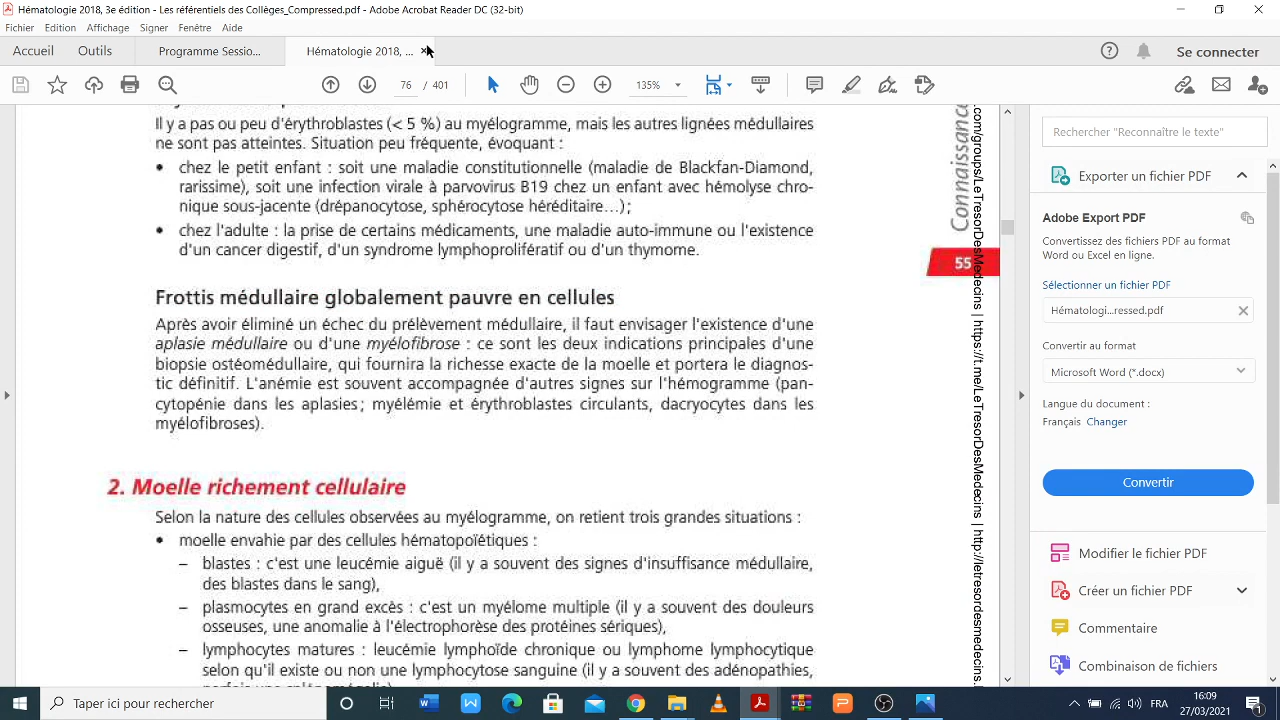 Hématologie 2018, 3e édition - Les référentiels des Collèges_Compressed.pdf - Adobe Acrobat Reader DC (32-bit)
Fichier Edition Affichage Signer Fenêtre Aide
Accueil Outils Programme Sessio... Hématologie 2018, ... Se connecter
76 / 401 135%
Il y a pas ou peu d'érythroblastes (< 5 %) au myélogramme, mais les autres lignées médullaires
ne sont pas atteintes. Situation peu fréquente, évoquant :
• chez le petit enfant : soit une maladie constitutionnelle (maladie de Blackfan-Diamond,
rarissime), soit une infection virale à parvovirus B19 chez un enfant avec hémolyse chro-
nique sous-jacente (drépanocytose, sphérocytose héréditaire...) ;
• chez l'adulte : la prise de certains médicaments, une maladie auto-immune ou l'existence
d'un cancer digestif, d'un syndrome lymphoprolifératif ou d'un thymome.
Frottis médullaire globalement pauvre en cellules
Après avoir éliminé un échec du prélèvement médullaire, il faut envisager l'existence d'une
aplasie médullaire ou d'une myélofibrose : ce sont les deux indications principales d'une
biopsie ostéomédullaire, qui fournira la richesse exacte de la moelle et portera le diagnos-
tic définitif. L'anémie est souvent accompagnée d'autres signes sur l'hémogramme (pan-
cytopénie dans les aplasies ; myélémie et érythroblastes circulants, dacryocytes dans les
myélofibroses).
2. Moelle richement cellulaire
Selon la nature des cellules observées au myélogramme, on retient trois grandes situations :
• moelle envahie par des cellules hématopoïétiques :
– blastes : c'est une leucémie aiguë (il y a souvent des signes d'insuffisance médullaire,
des blastes dans le sang),
– plasmocytes en grand excès : c'est un myélome multiple (il y a souvent des douleurs
osseuses, une anomalie à l'électrophorèse des protéines sériques),
– lymphocytes matures : leucémie lymphoïde chronique ou lymphome lymphocytique
selon qu'il existe ou non une lymphocytose sanguine (il y a souvent des adénopathies,
55
.com/groups/LeTresorDesMedecins | https://t.me/LeTresorDesMedecins | http://letresordesmedecins.
Rechercher "Reconnaître le texte"
Exporter un fichier PDF
Adobe Export PDF
Convertissez des fichiers PDF au format
Word ou Excel en ligne.
Sélectionner un fichier PDF
Hématologi...ressed.pdf
Convertir au format
Microsoft Word (*.docx)
Langue du document :
Français Changer
Convertir
Modifier le fichier PDF
Créer un fichier PDF
Commentaire
Combinaison de fichiers
Taper ici pour rechercher
FRA
16:09
27/03/2021